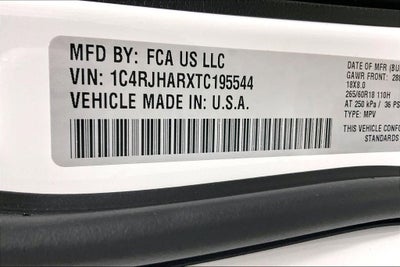 MFD BY: FCA US LLC
VIN: 1C4RJHARXTC195544
VEHICLE MADE IN: U.S.A.
DATE OF MFR
GAWR FRONT:
18X8.0
265/60R18 110H
AT 250 kPa / 36 PS
TYPE: MPV
THIS VEHICLE CONFO
STANDARDS